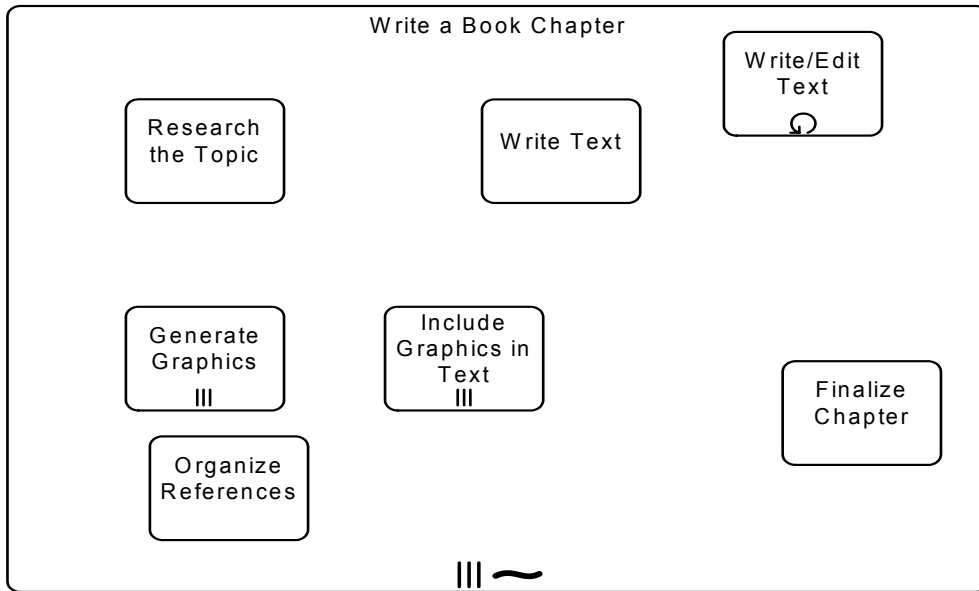 Write a Book Chapter
Write/Edit
Text
Research
the Topic
Write Text
Generate
Graphics
Include
Graphics in
Text
Finalize
Chapter
Organize
References